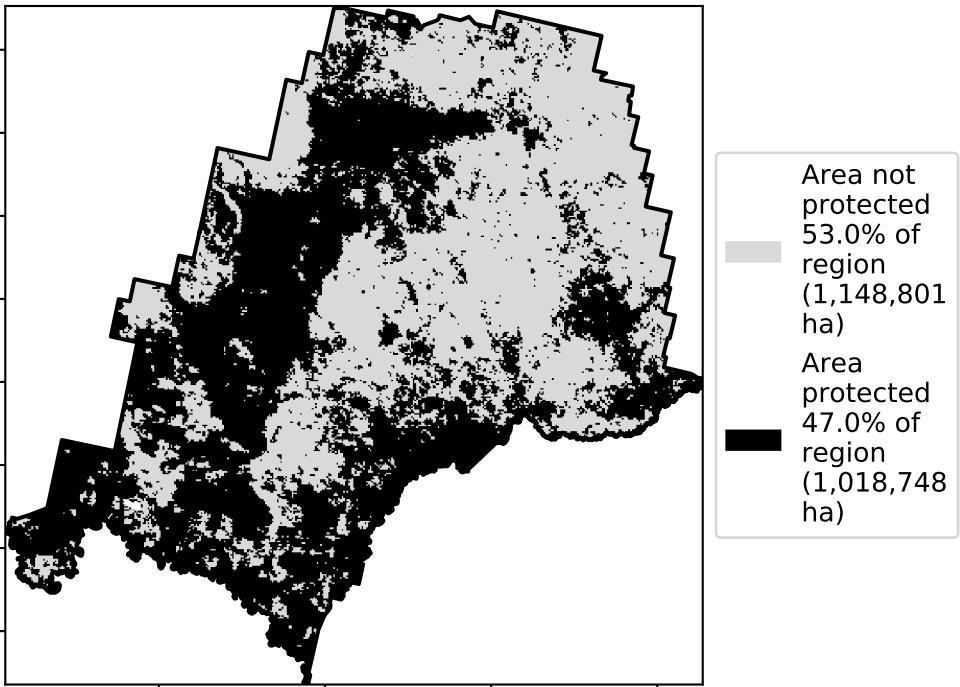 Area not
protected
53.0% of
region
(1,148,801
ha)
Area
protected
47.0% of
region
(1,018,748
ha)